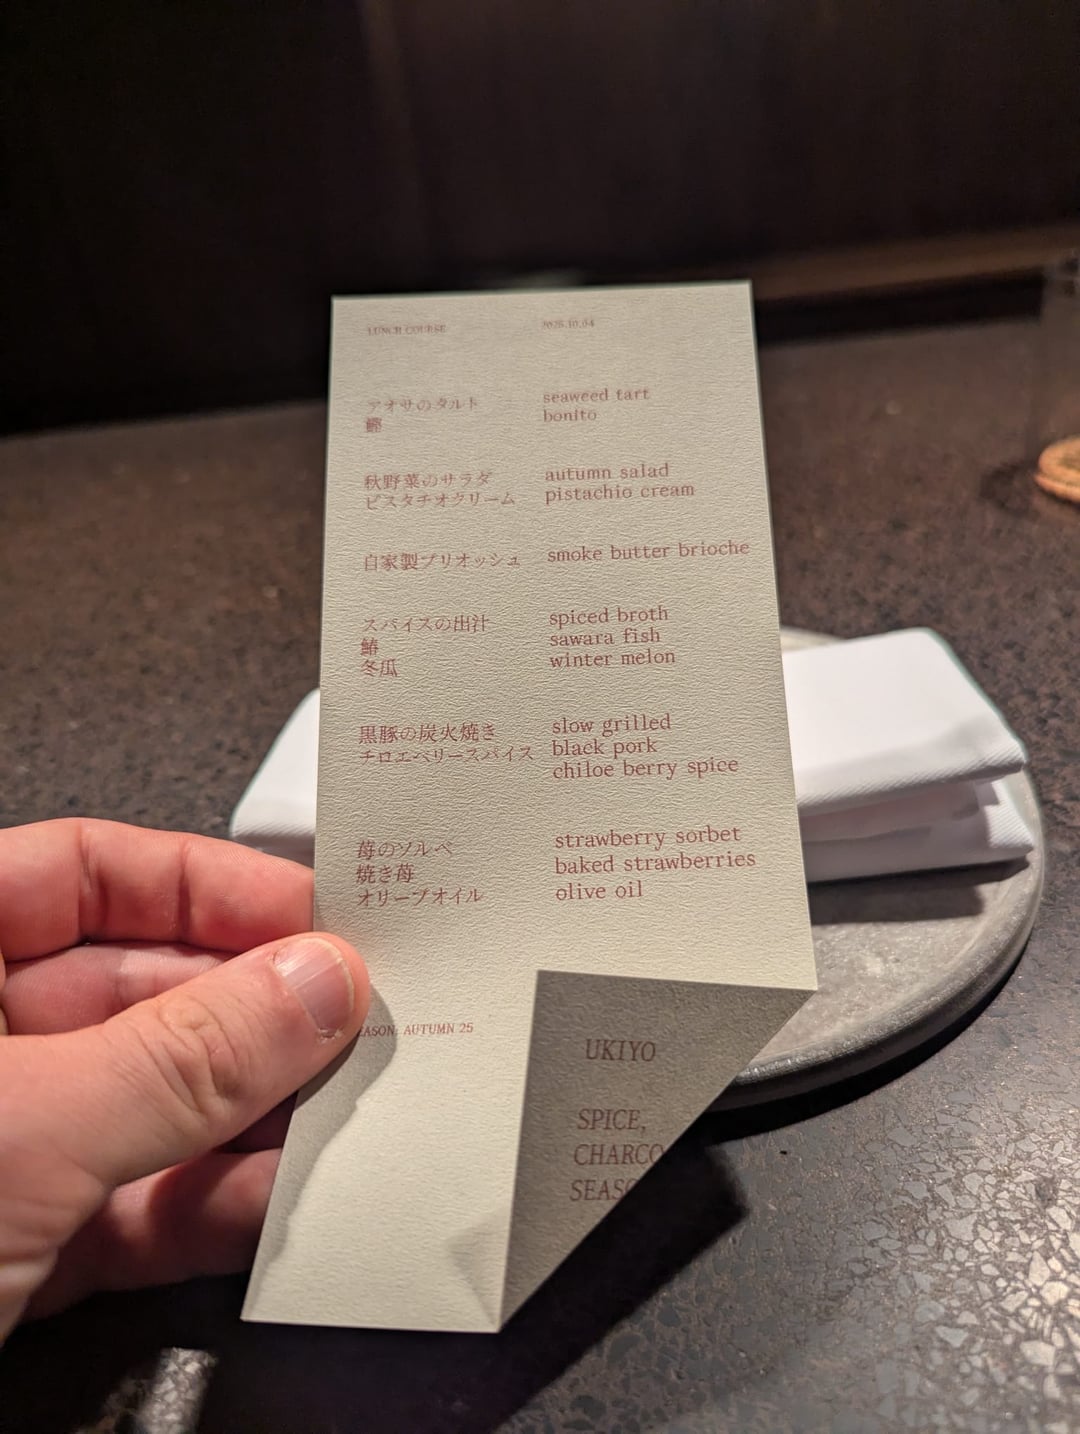 LUNCH COURSE
2025.10.04
アオサのタルト
鰹
seaweed tart
bonito
秋野菜のサラダ
ピスタチオクリーム
autumn salad
pistachio cream
自家製ブリオッシュ
smoke butter brioche
スパイスの出汁
鰆
冬瓜
spiced broth
sawara fish
winter melon
黒豚の炭火焼き
チロエベリースパイス
slow grilled
black pork
chiloe berry spice
苺のソルベ
焼き苺
オリーブオイル
strawberry sorbet
baked strawberries
olive oil
EASON: AUTUMN 25
UKIYO
SPICE,
CHARCO
SEASO